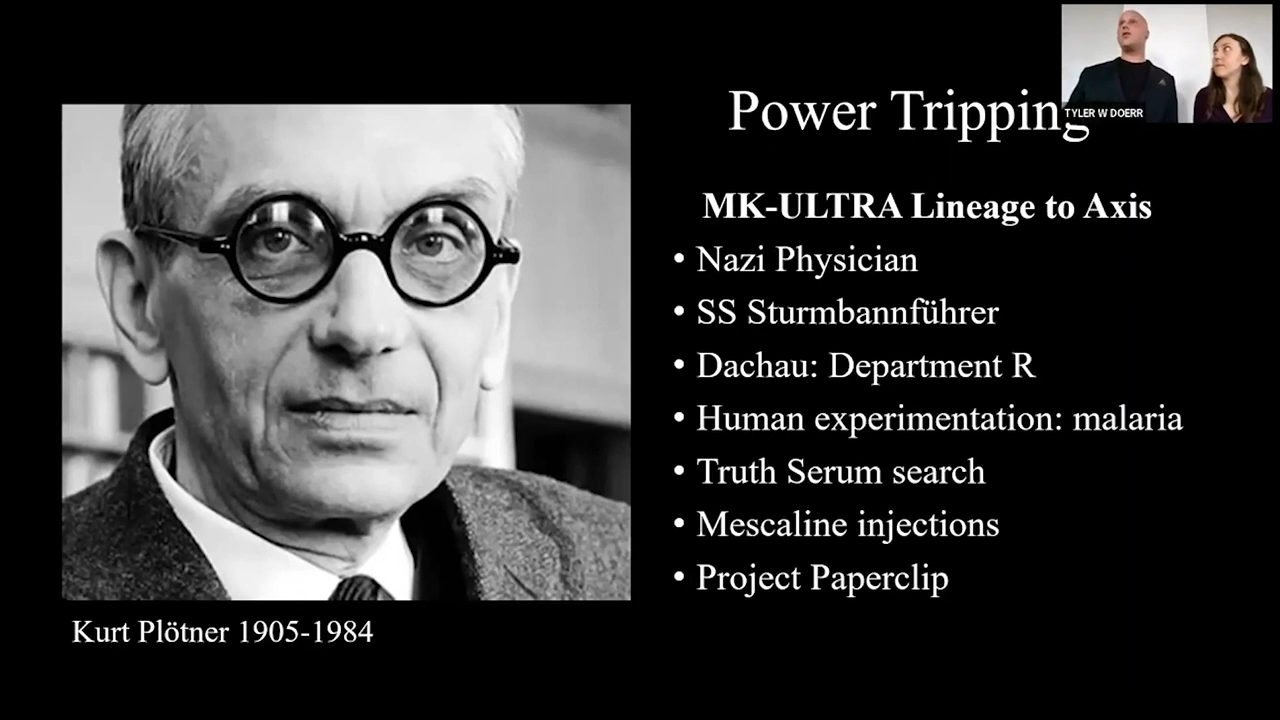 Power Tripping
TYLER W DOERR
MK-ULTRA Lineage to Axis
• Nazi Physician
• SS Sturmbannführer
• Dachau: Department R
• Human experimentation: malaria
• Truth Serum search
• Mescaline injections
• Project Paperclip
Kurt Plötner 1905-1984